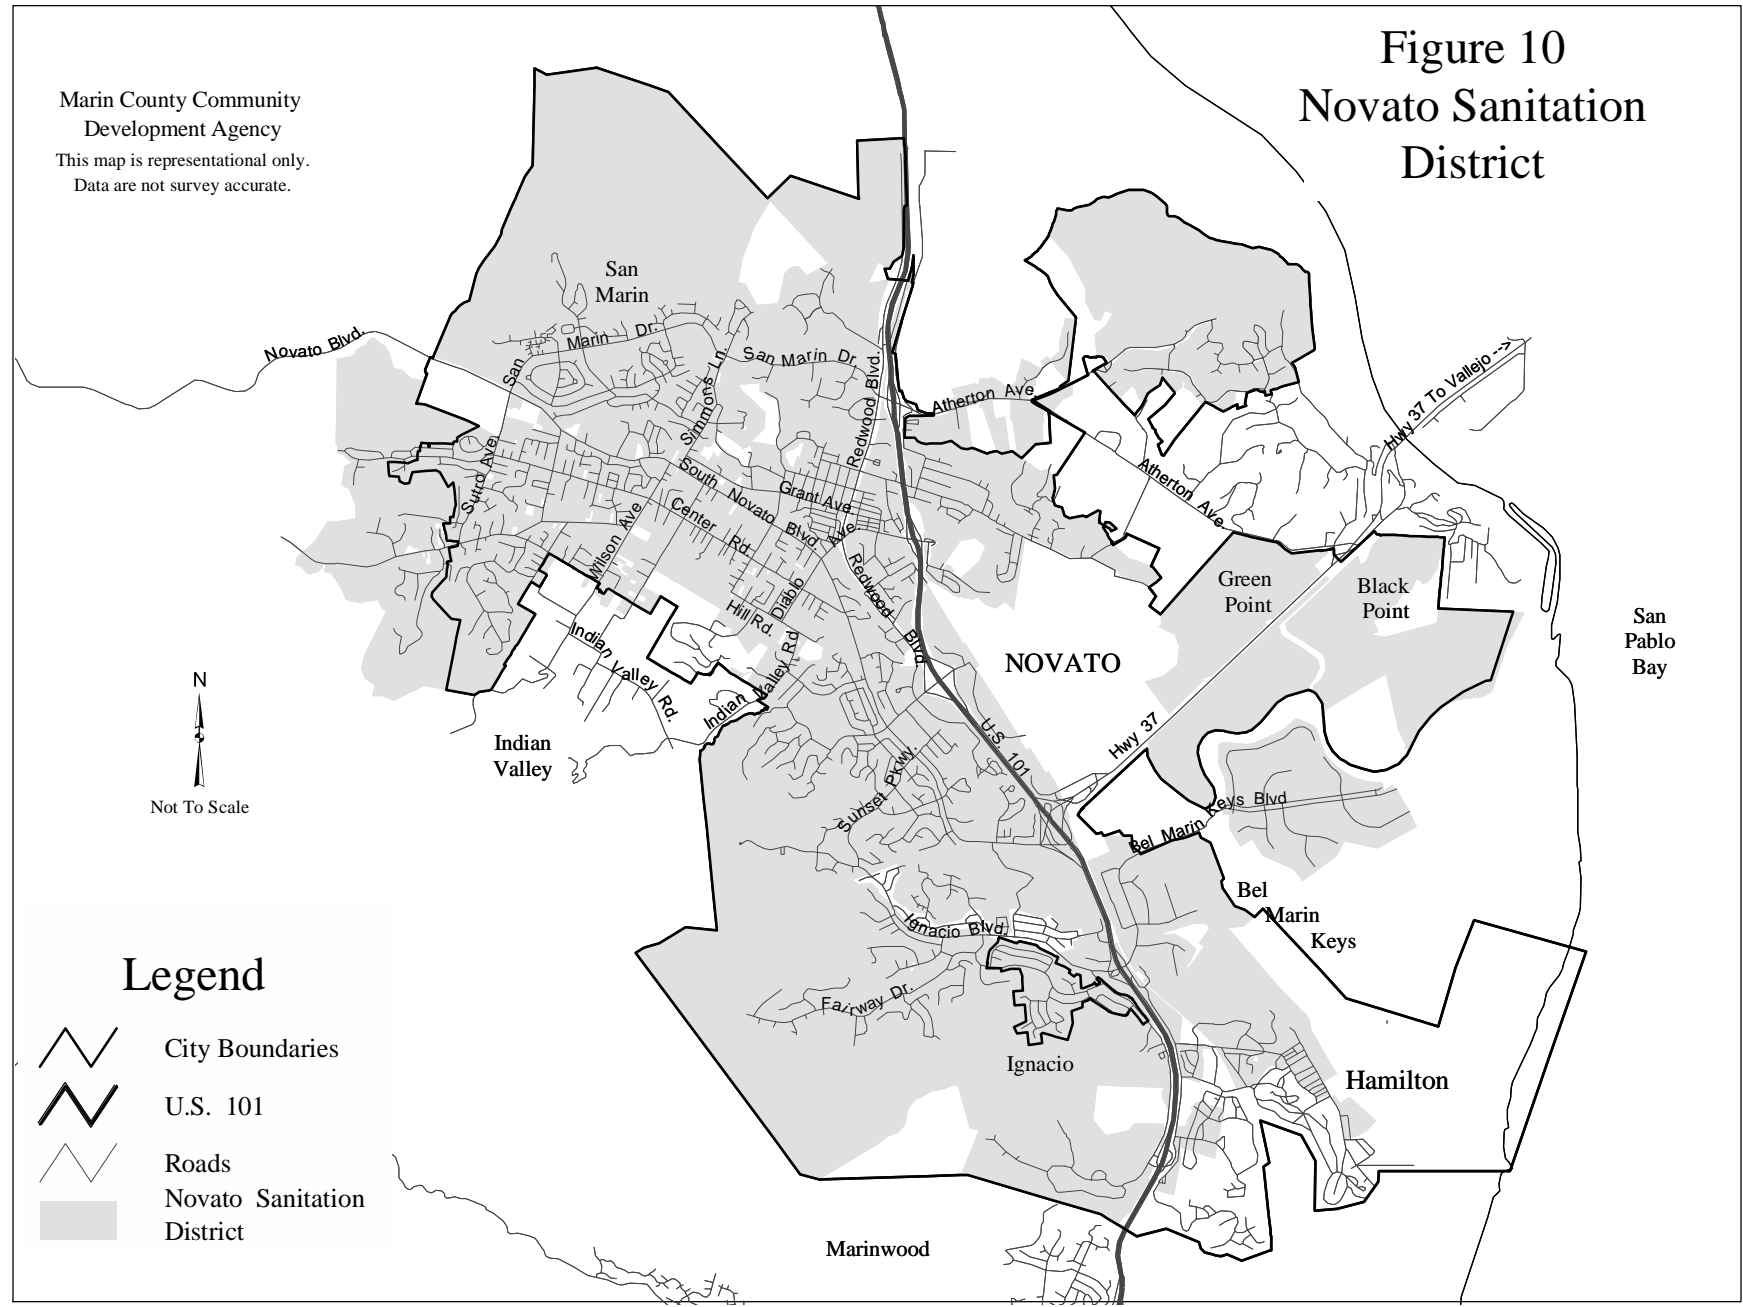 Figure 10
Novato Sanitation
District
Marin County Community
Development Agency
This map is representational only.
Data are not survey accurate.
San
Marin
Novato Blvd.
San Marin Dr.
San Marin Dr.
Simmons Ln.
Redwood Blvd.
Atherton Ave.
Hwy 37 To Vallejo -->
Sutro Ave.
South Novato Blvd.
Grant Ave.
Atherton Ave.
Center Rd.
Wilson Ave
Diablo Ave.
Redwood Blvd.
Hill Rd.
Green
Point
Black
Point
San
Pablo
Bay
NOVATO
Indian Valley Rd.
Indian Valley Rd
N
Not To Scale
Indian
Valley
U.S. 101
Hwy 37
Sunset Pkwy.
Bel Marin Keys Blvd
Bel
Marin
Keys
Ignacio Blvd.
Fairway Dr.
Ignacio
Hamilton
Marinwood
Legend
City Boundaries
U.S. 101
Roads
Novato Sanitation
District